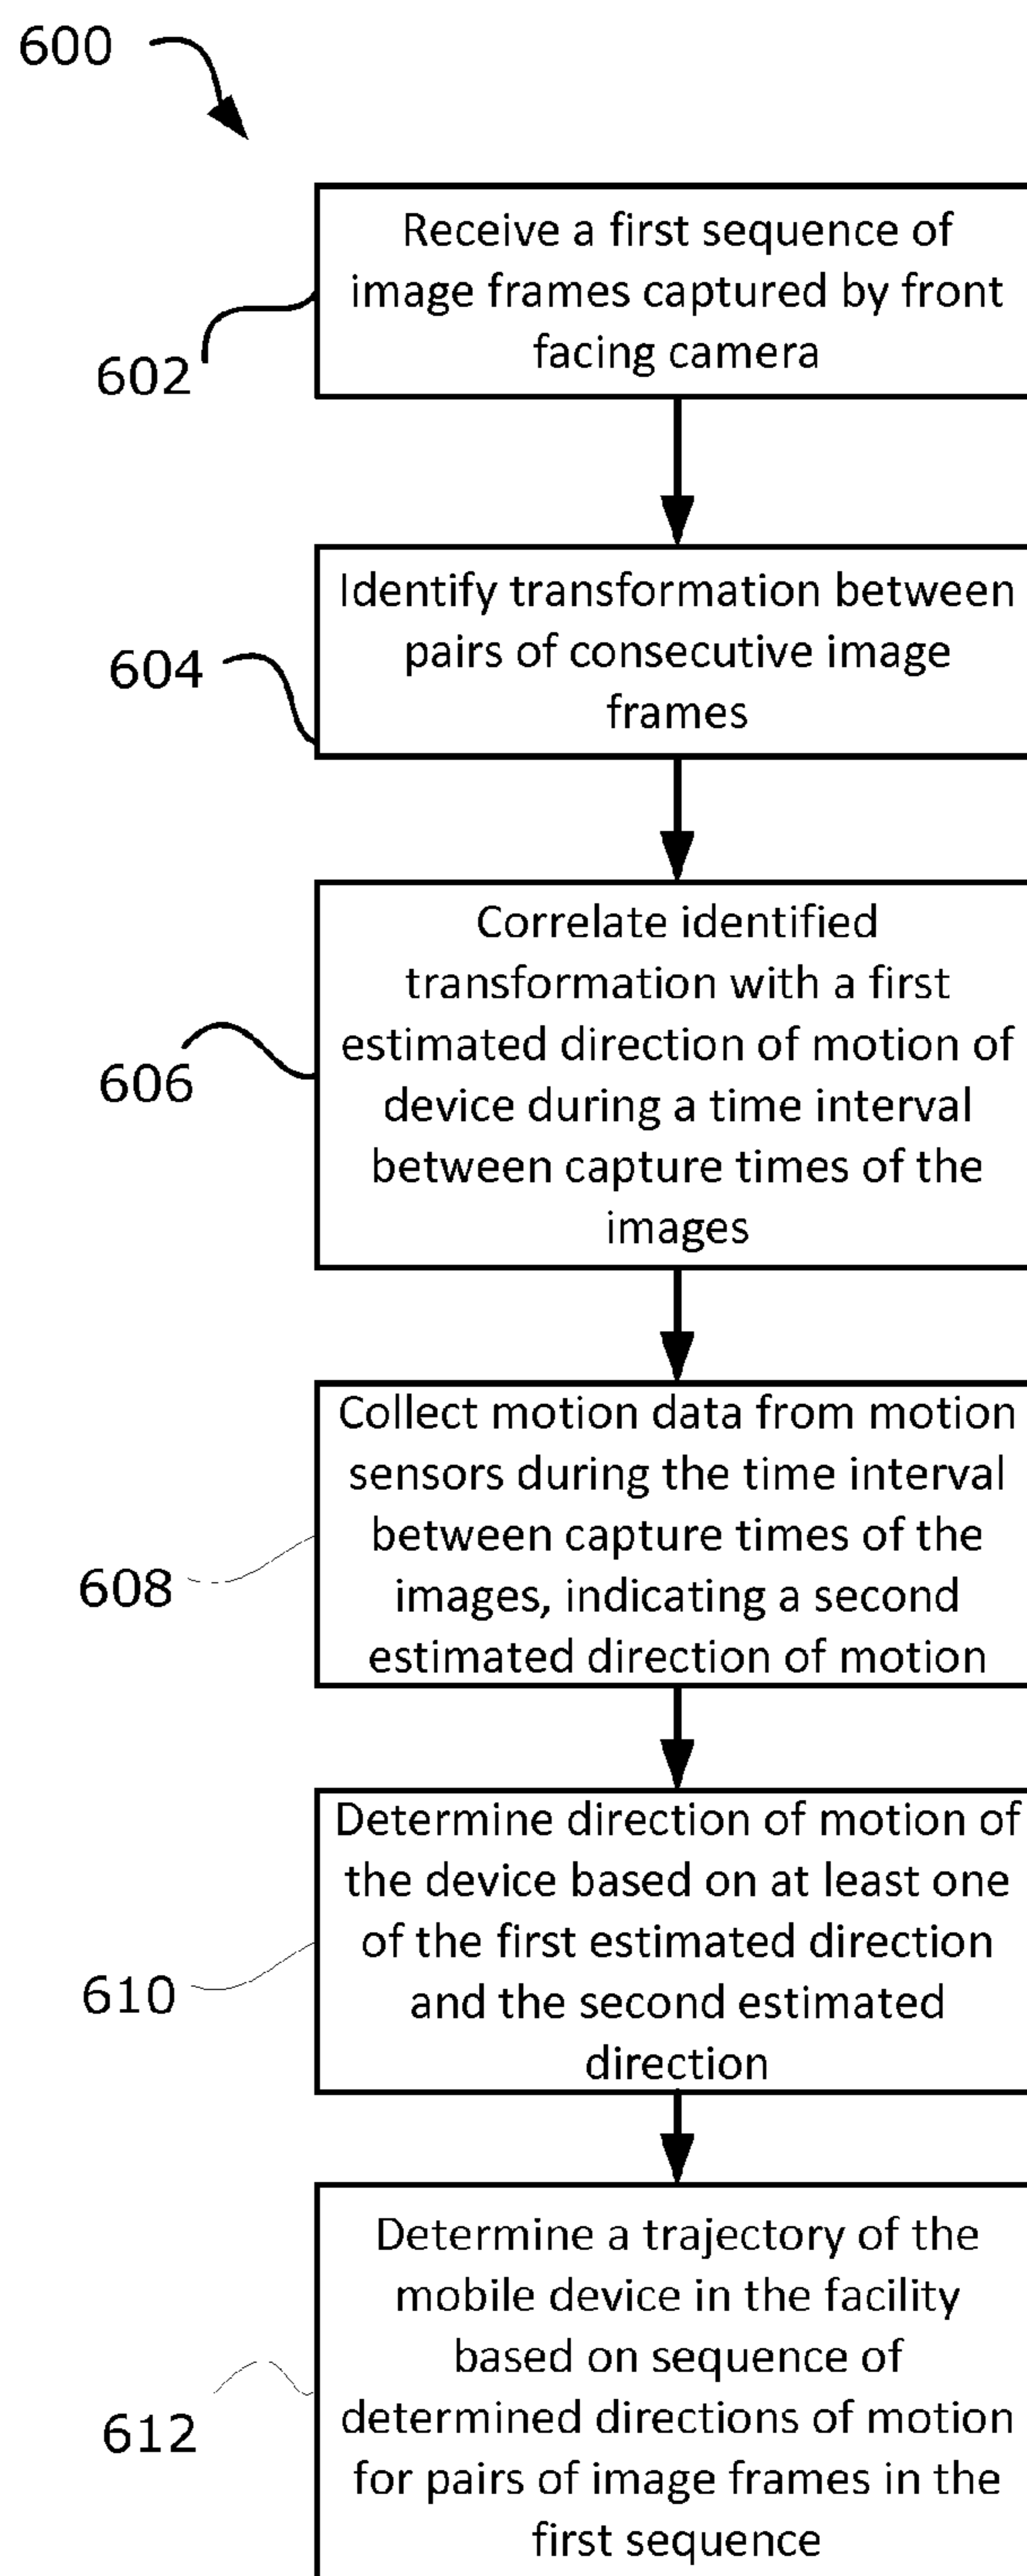 600
Receive a first sequence of
image frames captured by front
facing camera
602
Identify transformation between
pairs of consecutive image
frames
604
Correlate identified
transformation with a first
estimated direction of motion of
device during a time interval
between capture times of the
images
606
Collect motion data from motion
sensors during the time interval
between capture times of the
images, indicating a second
estimated direction of motion
608
Determine direction of motion of
the device based on at least one
of the first estimated direction
and the second estimated
direction
610
Determine a trajectory of the
mobile device in the facility
based on sequence of
determined directions of motion
for pairs of image frames in the
first sequence
612